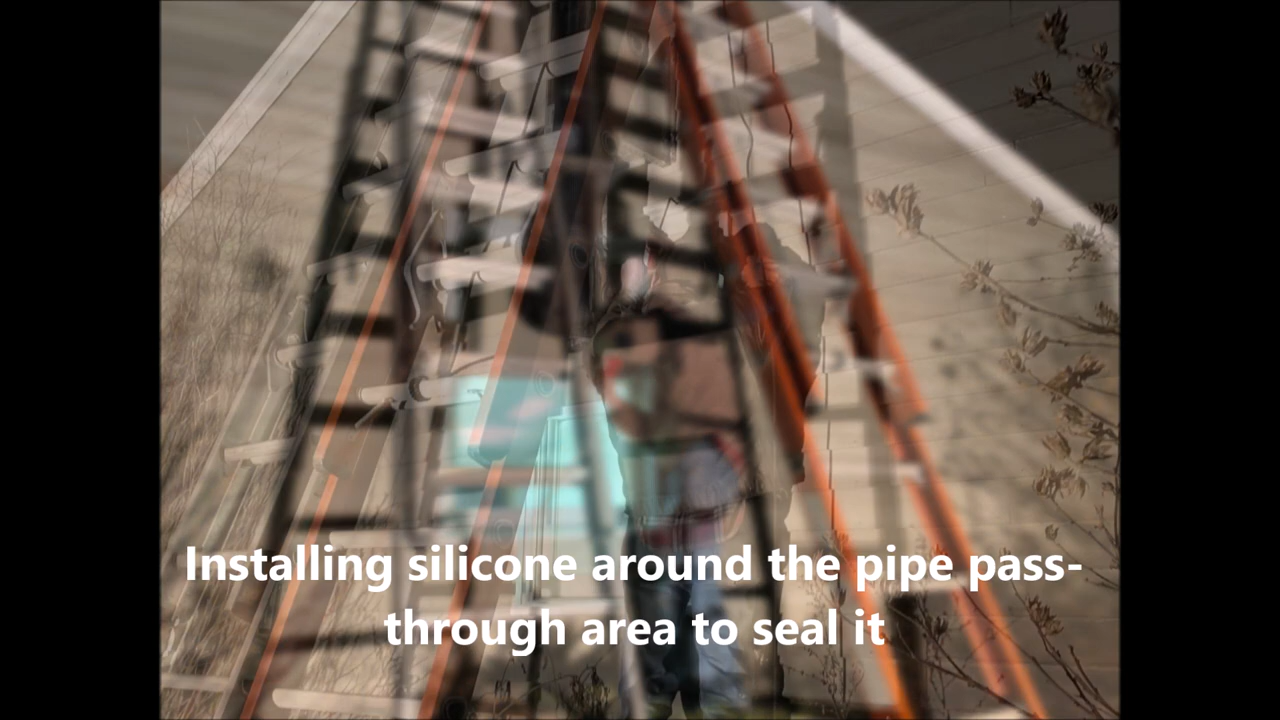 Installing silicone around the pipe pass-
through area to seal it